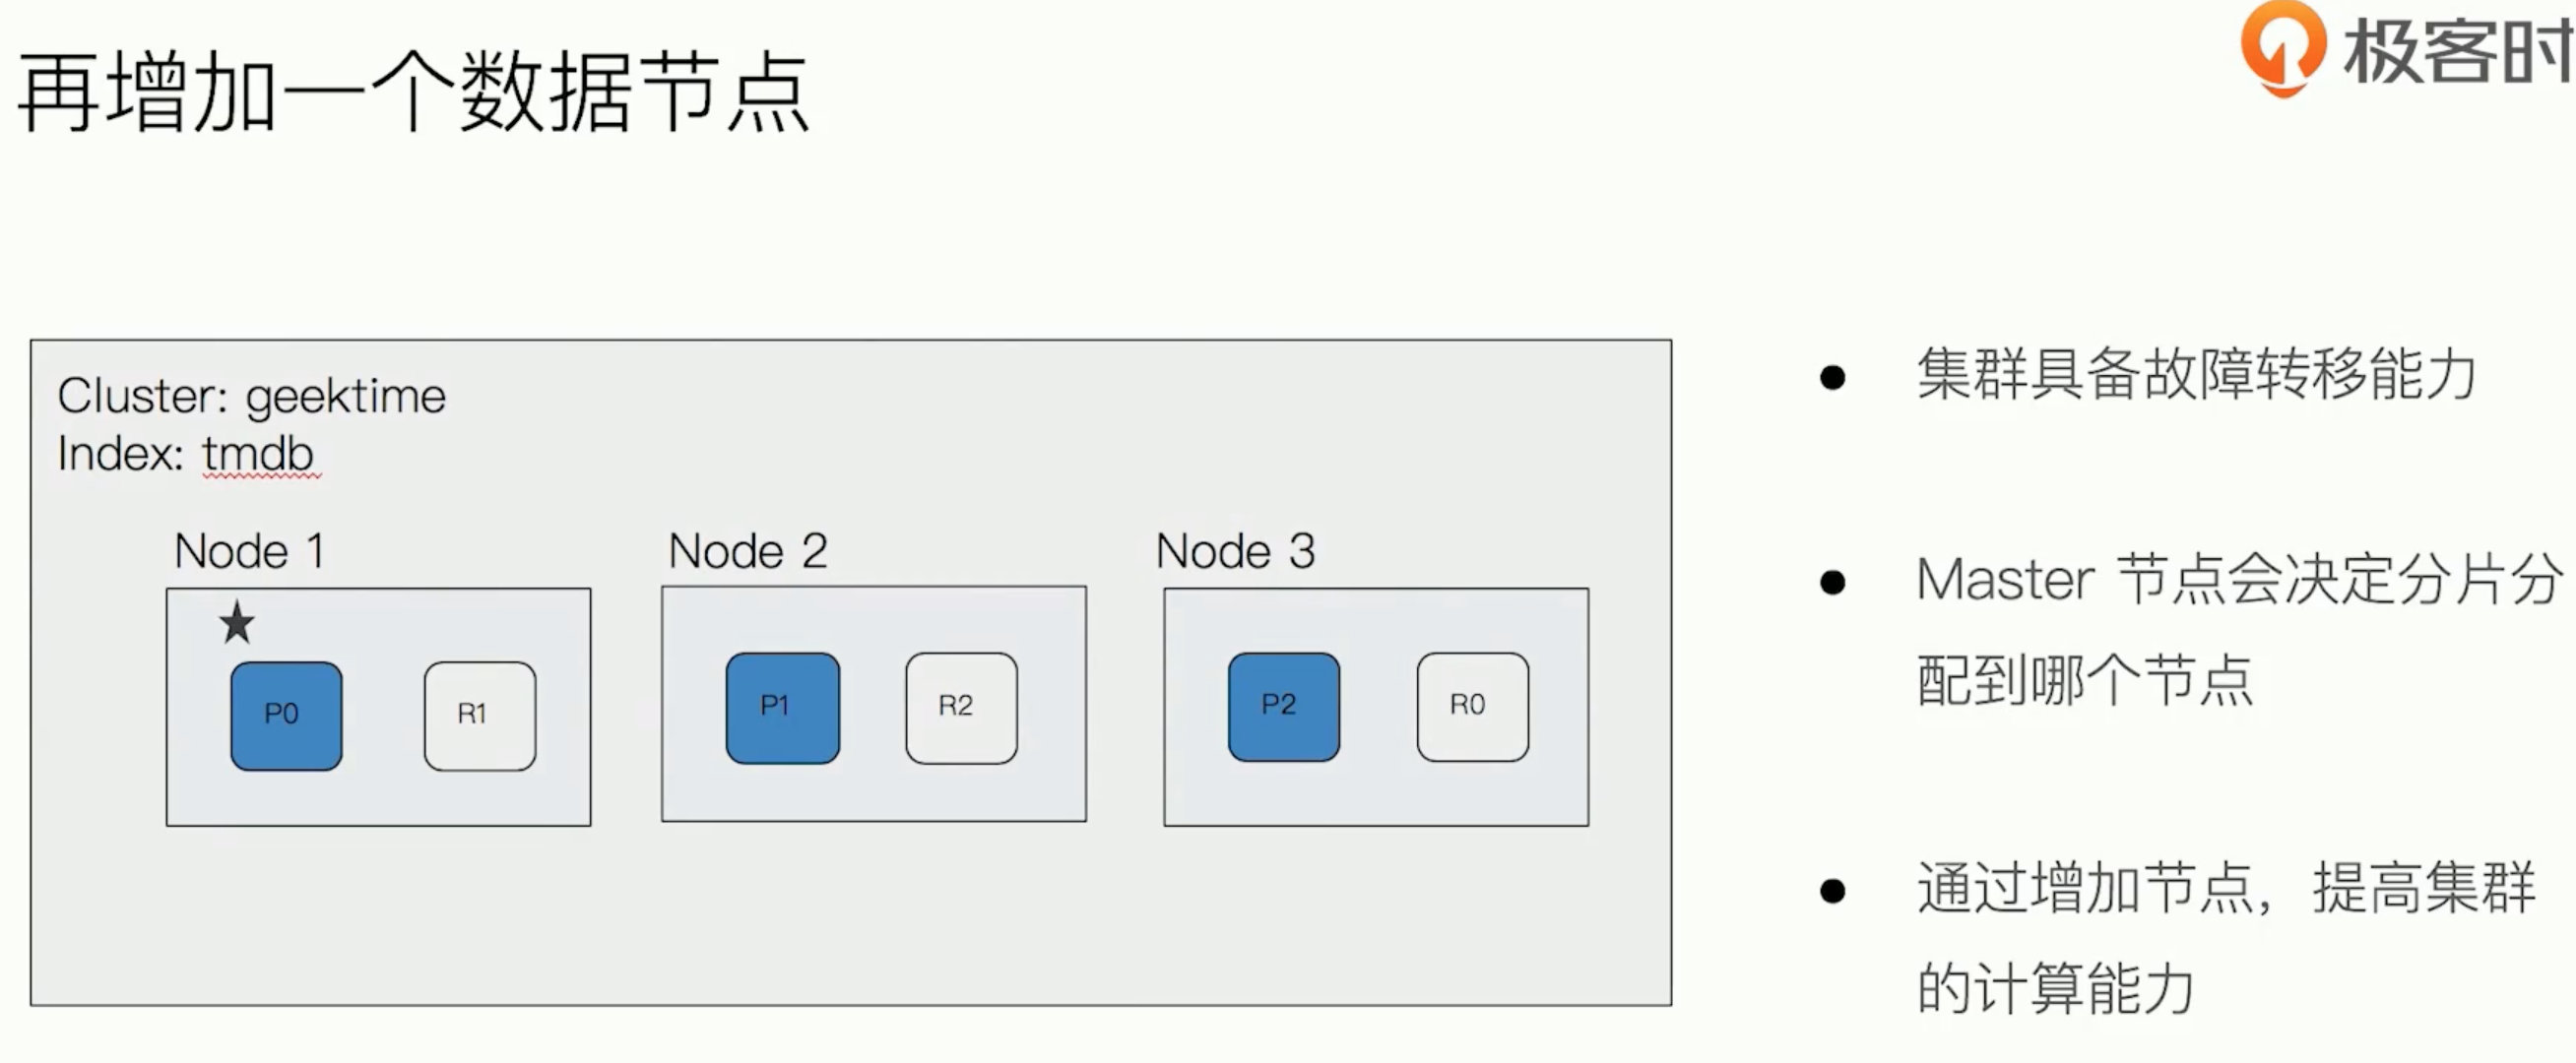 再增加一个数据节点
极客时
Cluster: geektime
Index: tmdb
Node 1
Node 2
Node 3
P0
R1
P1
R2
P2
R0
集群具备故障转移能力
Master 节点会决定分片分
配到哪个节点
通过增加节点，提高集群
的计算能力